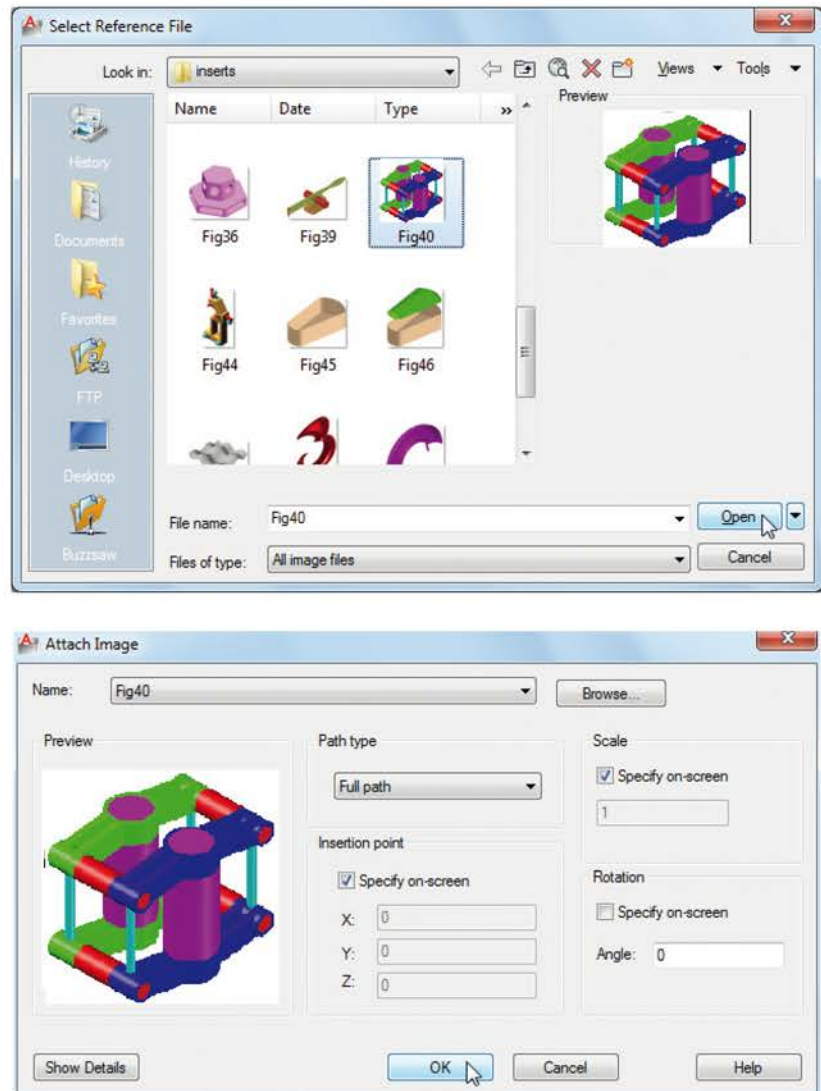 Select Reference File
Look in: inserts Views Tools
Name Date Type » Preview
History
Documents
Favorites
FTP
Desktop
Buzzsaw
Fig36 Fig39 Fig40
Fig44 Fig45 Fig46
File name: Fig40 Open
Files of type: All image files Cancel
Attach Image
Name: Fig40 Browse...
Preview
Path type
Full path
Insertion point
Specify on-screen
X: 0
Y: 0
Z: 0
Scale
Specify on-screen
1
Rotation
Specify on-screen
Angle: 0
Show Details OK Cancel Help